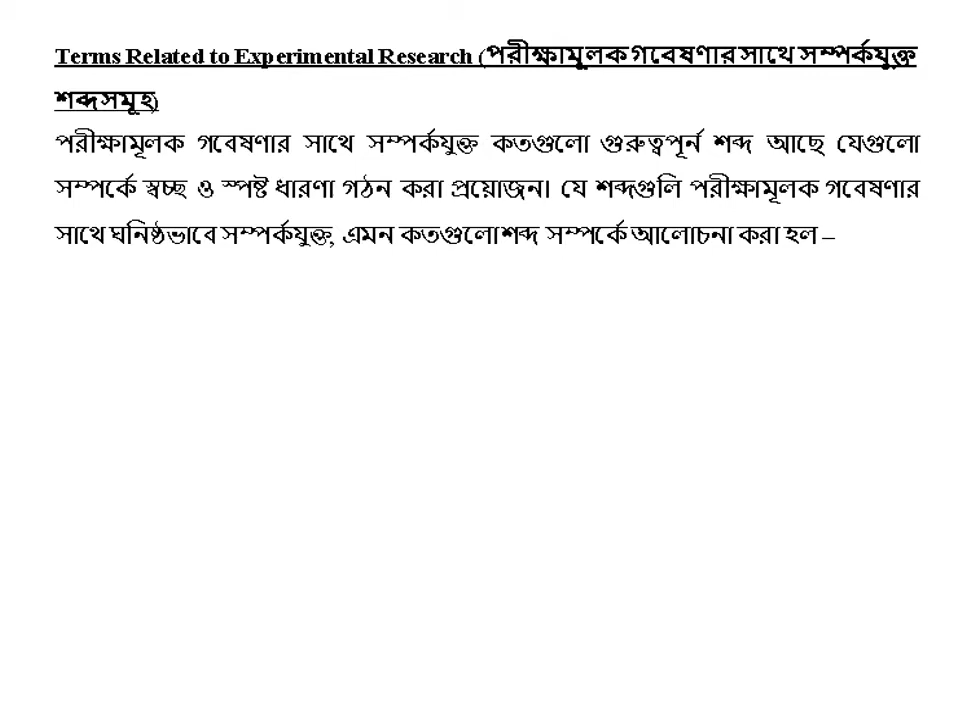 Terms Related to Experimental Research (পরীক্ষামূলক গবেষণার সাথে সম্পর্কযুক্ত
শব্দসমূহ)
পরীক্ষামূলক গবেষণার সাথে সম্পর্কযুক্ত কতগুলো গুরুত্বপূর্ন শব্দ আছে যেগুলো
সম্পর্কে স্বচ্ছ ও স্পষ্ট ধারণা গঠন করা প্রয়োজন। যে শব্দগুলি পরীক্ষামূলক গবেষণার
সাথে ঘনিষ্ঠভাবে সম্পর্কযুক্ত, এমন কতগুলো শব্দ সম্পর্কে আলোচনা করা হল –